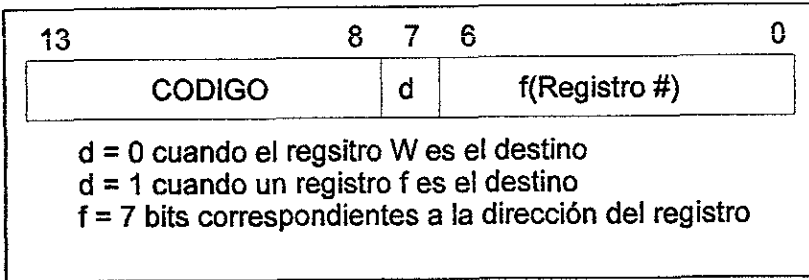 13 8 7 6 0
CODIGO d f(Registro #)
d = 0 cuando el regsitro W es el destino
d = 1 cuando un registro f es el destino
f = 7 bits correspondientes a la dirección del registro